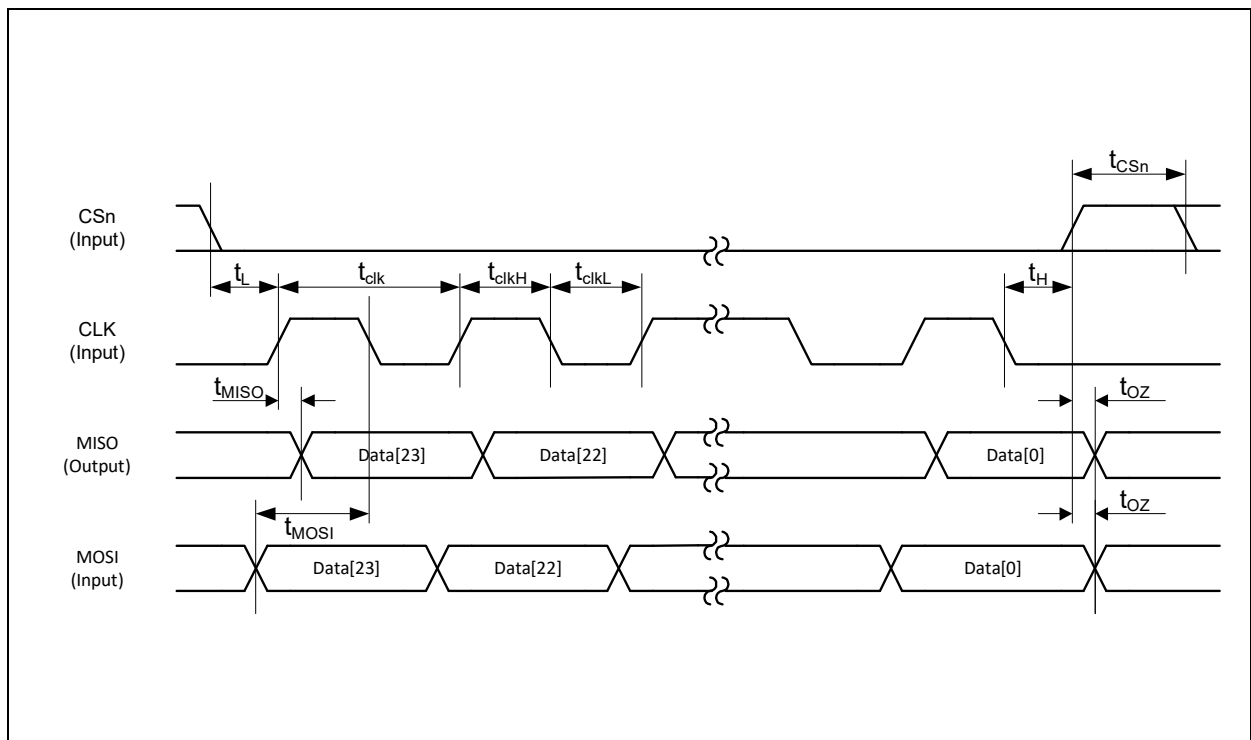 tCSn
CSn
(Input)
tL
tclk
tclkH
tclkL
tH
CLK
(Input)
tMISO
tOZ
MISO
(Output)
Data[23]
Data[22]
Data[0]
tMOSI
tOZ
MOSI
(Input)
Data[23]
Data[22]
Data[0]